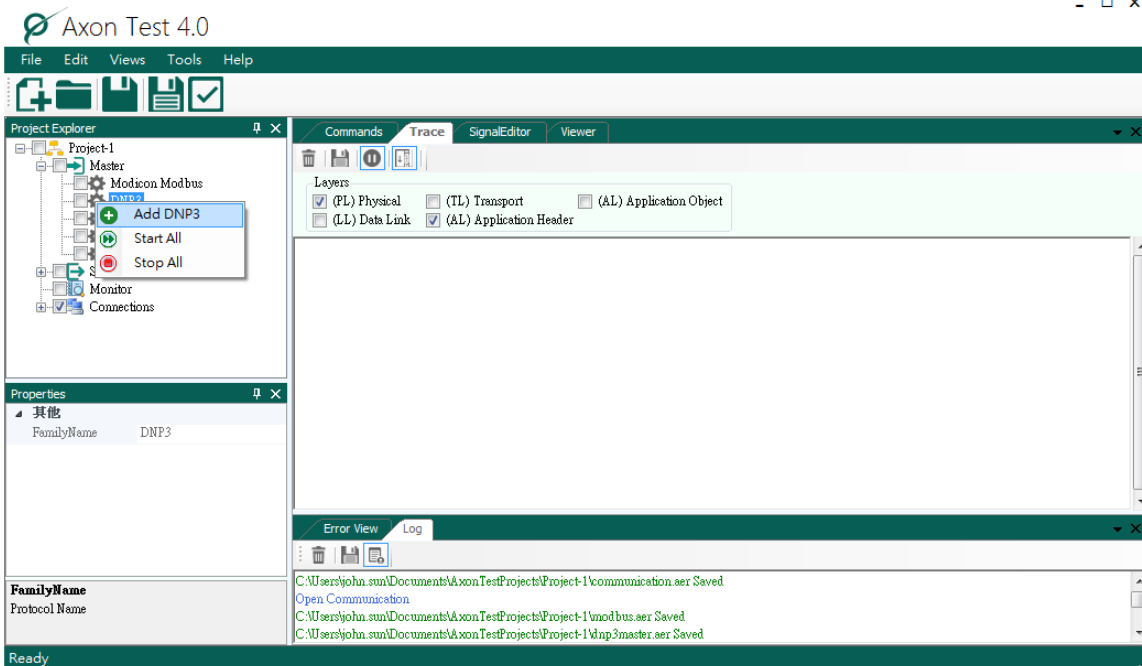 Axon Test 4.0
File Edit Views Tools Help
Project Explorer
Project-1
Master
Modicon Modbus
DNP3
Add DNP3
Start All
Stop All
S
Monitor
Connections
Properties
其他
FamilyName DNP3
FamilyName
Protocol Name
Commands Trace SignalEditor Viewer
Layers
(PL) Physical (TL) Transport (AL) Application Object
(LL) Data Link (AL) Application Header
Error View Log
C:\Users\john.sun\Documents\AxonTestProjects\Project-1\communication.aer Saved
Open Communication
C:\Users\john.sun\Documents\AxonTestProjects\Project-1\modbus.aer Saved
C:\Users\john.sun\Documents\AxonTestProjects\Project-1\dnp3master.aer Saved
Ready